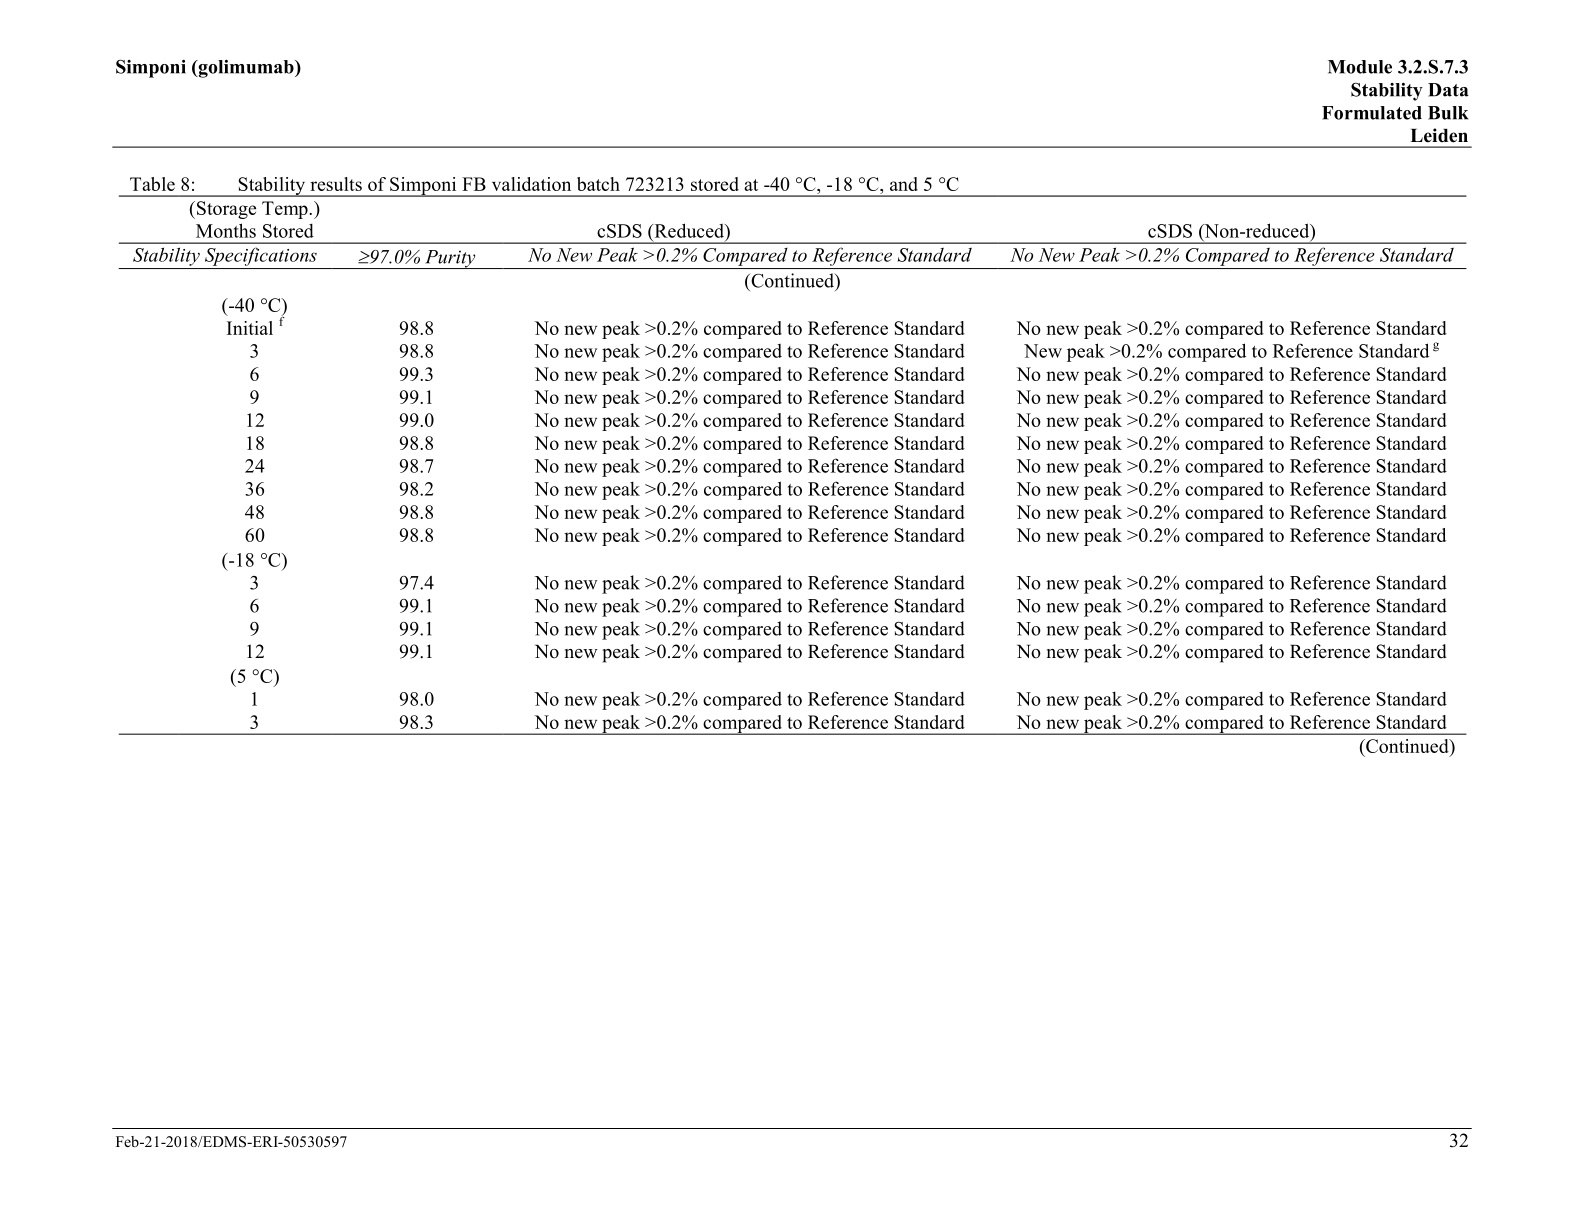 Simponi (golimumab)
Module 3.2.S.7.3
Stability Data
Formulated Bulk
Leiden
Table 8: Stability results of Simponi FB validation batch 723213 stored at -40 °C, -18 °C, and 5 °C
(Storage Temp.)
Months Stored cSDS (Reduced) cSDS (Non-reduced)
Stability Specifications ≥97.0% Purity No New Peak >0.2% Compared to Reference Standard No New Peak >0.2% Compared to Reference Standard
(Continued)
(-40 °C)
Initial f 98.8 No new peak >0.2% compared to Reference Standard No new peak >0.2% compared to Reference Standard
3 98.8 No new peak >0.2% compared to Reference Standard New peak >0.2% compared to Reference Standard g
6 99.3 No new peak >0.2% compared to Reference Standard No new peak >0.2% compared to Reference Standard
9 99.1 No new peak >0.2% compared to Reference Standard No new peak >0.2% compared to Reference Standard
12 99.0 No new peak >0.2% compared to Reference Standard No new peak >0.2% compared to Reference Standard
18 98.8 No new peak >0.2% compared to Reference Standard No new peak >0.2% compared to Reference Standard
24 98.7 No new peak >0.2% compared to Reference Standard No new peak >0.2% compared to Reference Standard
36 98.2 No new peak >0.2% compared to Reference Standard No new peak >0.2% compared to Reference Standard
48 98.8 No new peak >0.2% compared to Reference Standard No new peak >0.2% compared to Reference Standard
60 98.8 No new peak >0.2% compared to Reference Standard No new peak >0.2% compared to Reference Standard
(-18 °C)
3 97.4 No new peak >0.2% compared to Reference Standard No new peak >0.2% compared to Reference Standard
6 99.1 No new peak >0.2% compared to Reference Standard No new peak >0.2% compared to Reference Standard
9 99.1 No new peak >0.2% compared to Reference Standard No new peak >0.2% compared to Reference Standard
12 99.1 No new peak >0.2% compared to Reference Standard No new peak >0.2% compared to Reference Standard
(5 °C)
1 98.0 No new peak >0.2% compared to Reference Standard No new peak >0.2% compared to Reference Standard
3 98.3 No new peak >0.2% compared to Reference Standard No new peak >0.2% compared to Reference Standard
(Continued)
Feb-21-2018/EDMS-ERI-50530597 32